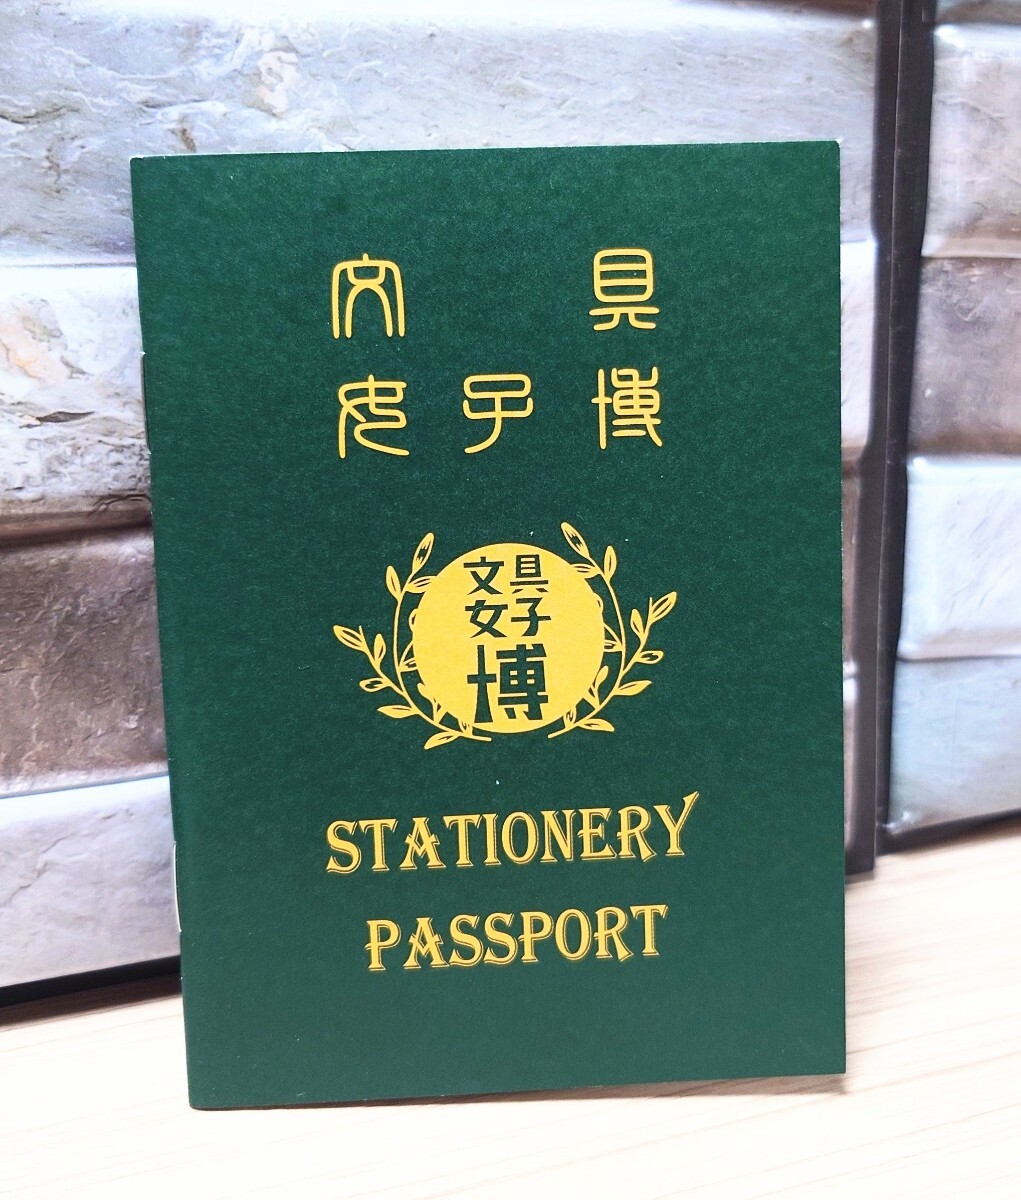 文 具
女 子 博
文具
女子
博
STATIONERY
PASSPORT